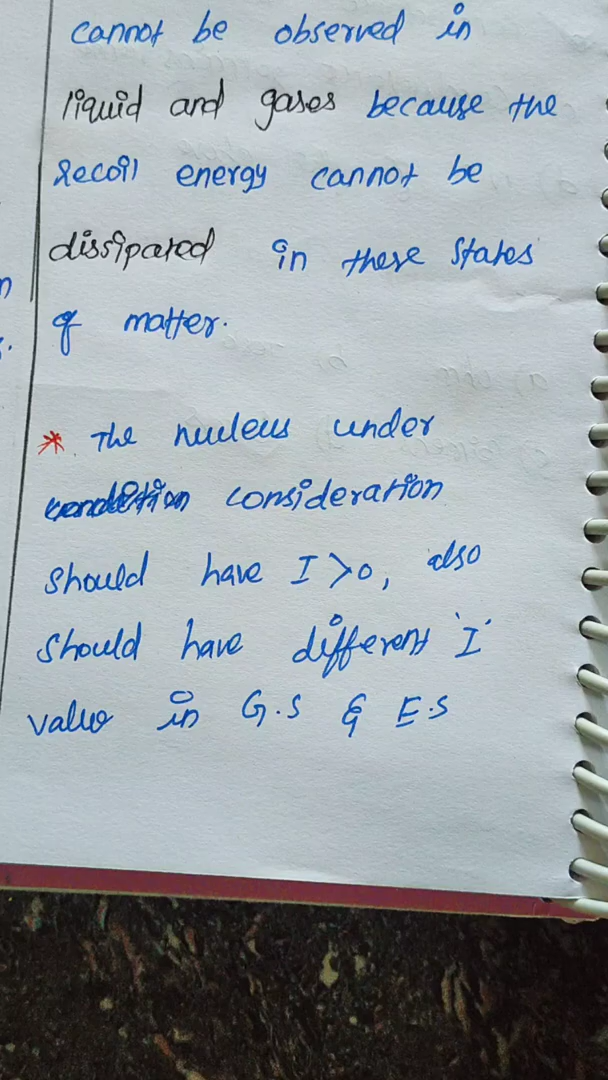 cannot be observed in
liquid and gases because the
recoil energy cannot be
dissipated in these states
of matter.
* The nucleus under
consideration
should have I >0, also
should have different 'I'
value in G.S & E.S